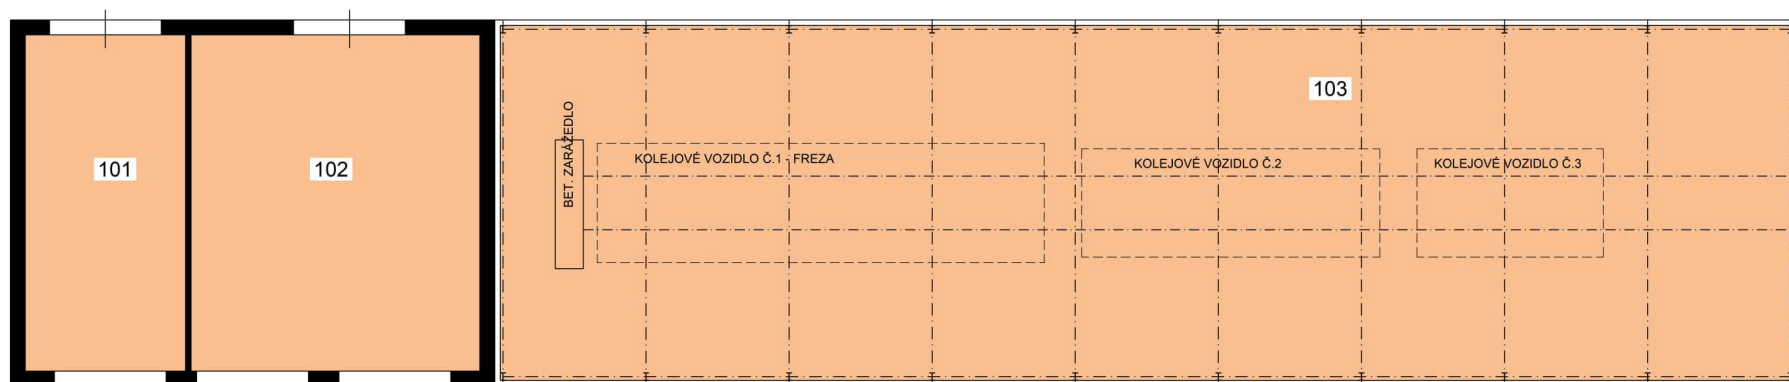 103
BET. ZARÁŽEDLO
KOLEJOVÉ VOZIDLO Č.1 - FREZA
KOLEJOVÉ VOZIDLO Č.2
KOLEJOVÉ VOZIDLO Č.3
101
102